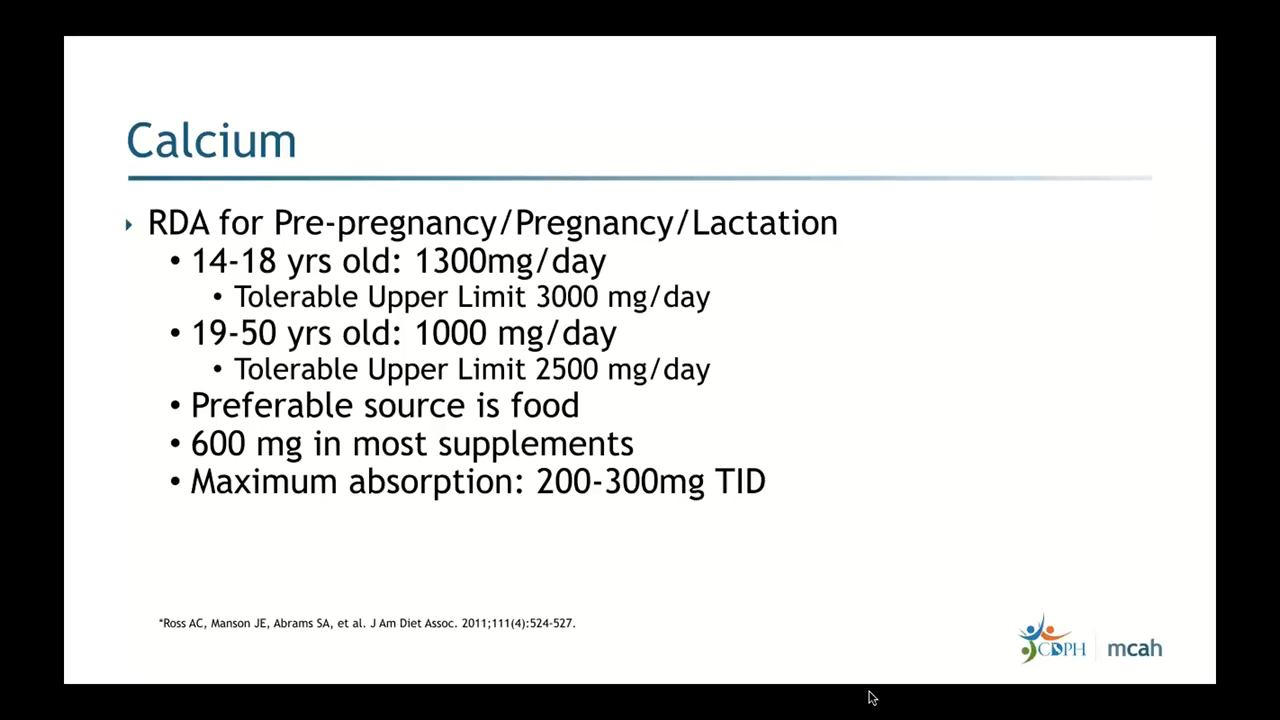 Calcium
RDA for Pre-pregnancy/Pregnancy/Lactation
• 14-18 yrs old: 1300mg/day
• Tolerable Upper Limit 3000 mg/day
• 19-50 yrs old: 1000 mg/day
• Tolerable Upper Limit 2500 mg/day
• Preferable source is food
• 600 mg in most supplements
• Maximum absorption: 200-300mg TID
*Ross AC, Manson JE, Abrams SA, et al. J Am Diet Assoc. 2011;111(4):524-527.
CDPH | mcah